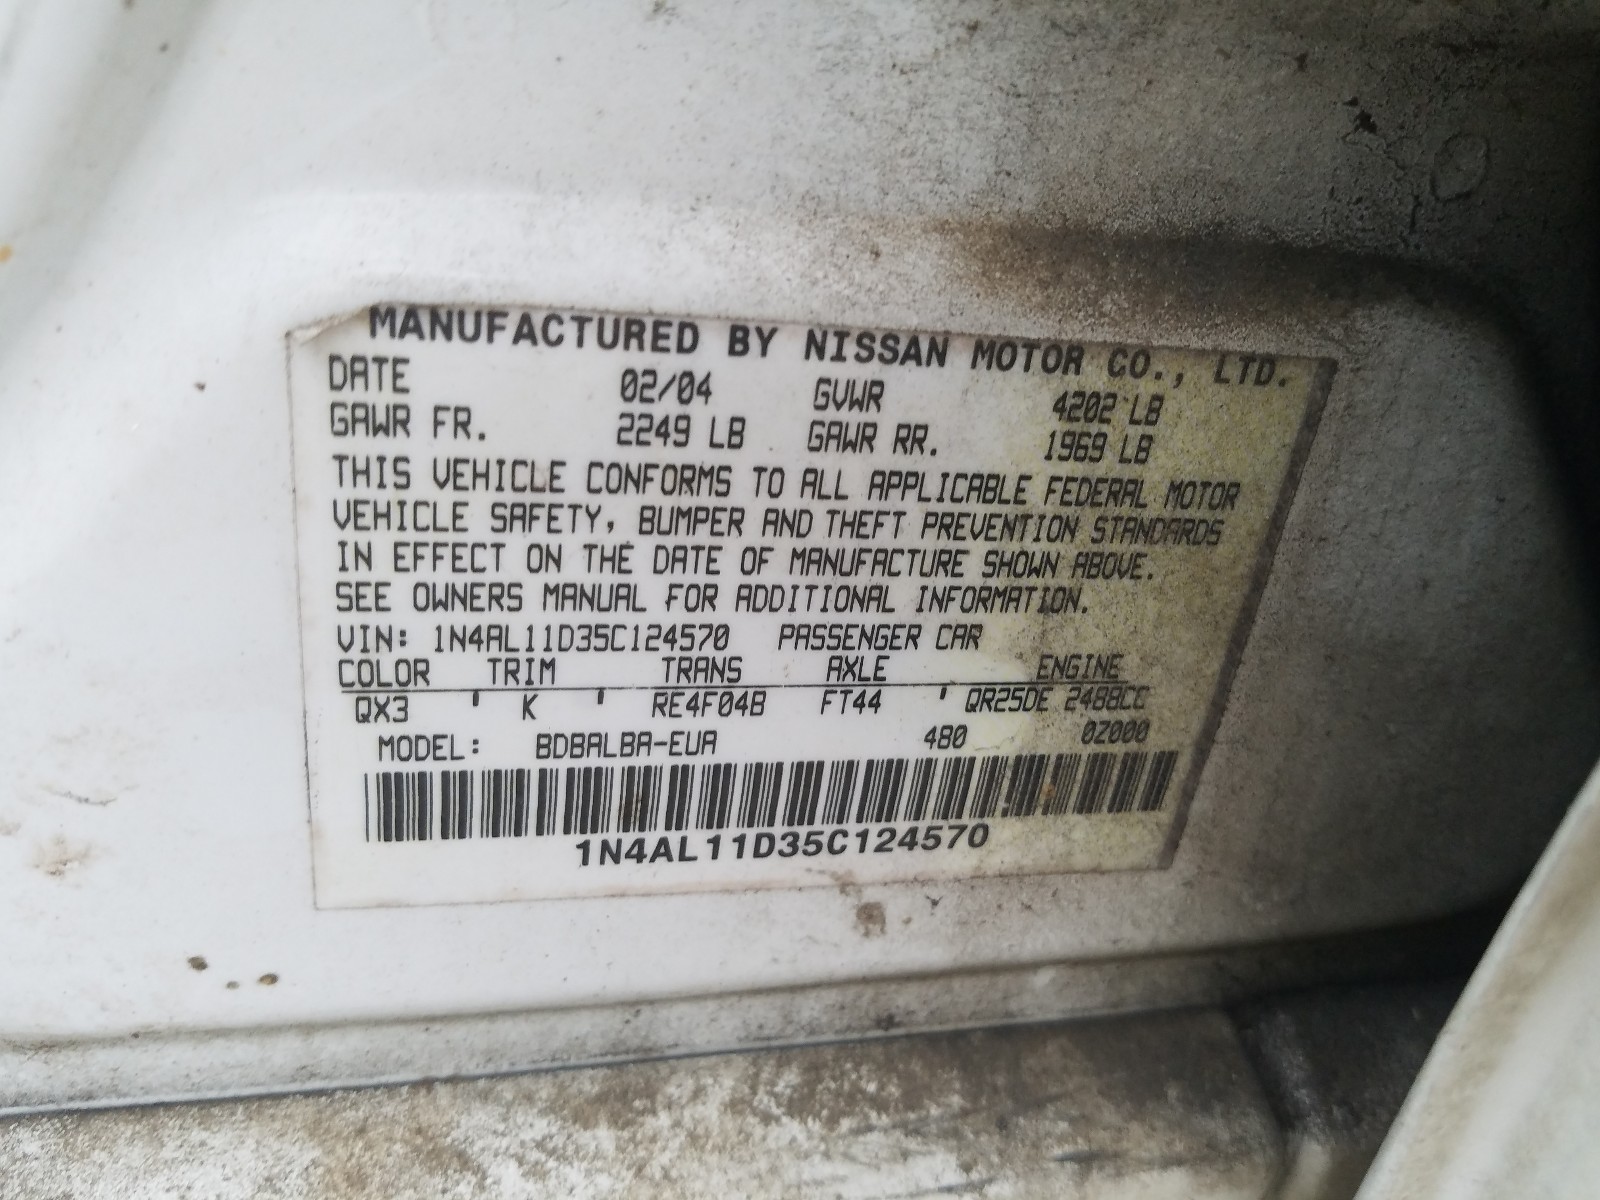 MANUFACTURED BY NISSAN MOTOR CO., LTD.
DATE 02/04 GVWR 4202 LB
GAWR FR. 2249 LB GAWR RR. 1969 LB
THIS VEHICLE CONFORMS TO ALL APPLICABLE FEDERAL MOTOR
VEHICLE SAFETY, BUMPER AND THEFT PREVENTION STANDARDS
IN EFFECT ON THE DATE OF MANUFACTURE SHOWN ABOVE.
SEE OWNERS MANUAL FOR ADDITIONAL INFORMATION.
VIN: 1N4AL11D35C124570 PASSENGER CAR
COLOR TRIM TRANS AXLE ENGINE
QX3 ' K ' RE4F04B FT44 ' QR25DE 2488CC
MODEL: BDBALBA-EUA 480 0Z000
1N4AL11D35C124570